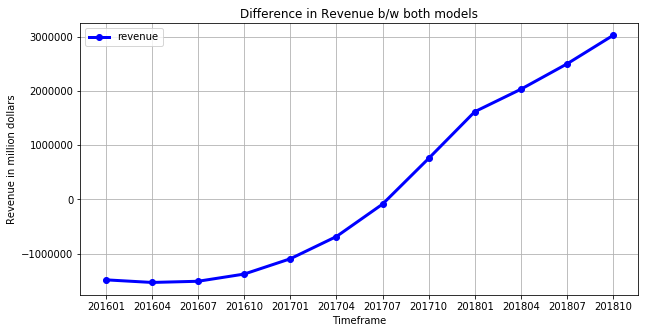 Difference in Revenue b/w both models
revenue
Revenue in million dollars
3000000
2000000
1000000
0
−1000000
201601 201604 201607 201610 201701 201704 201707 201710 201801 201804 201807 201810
Timeframe